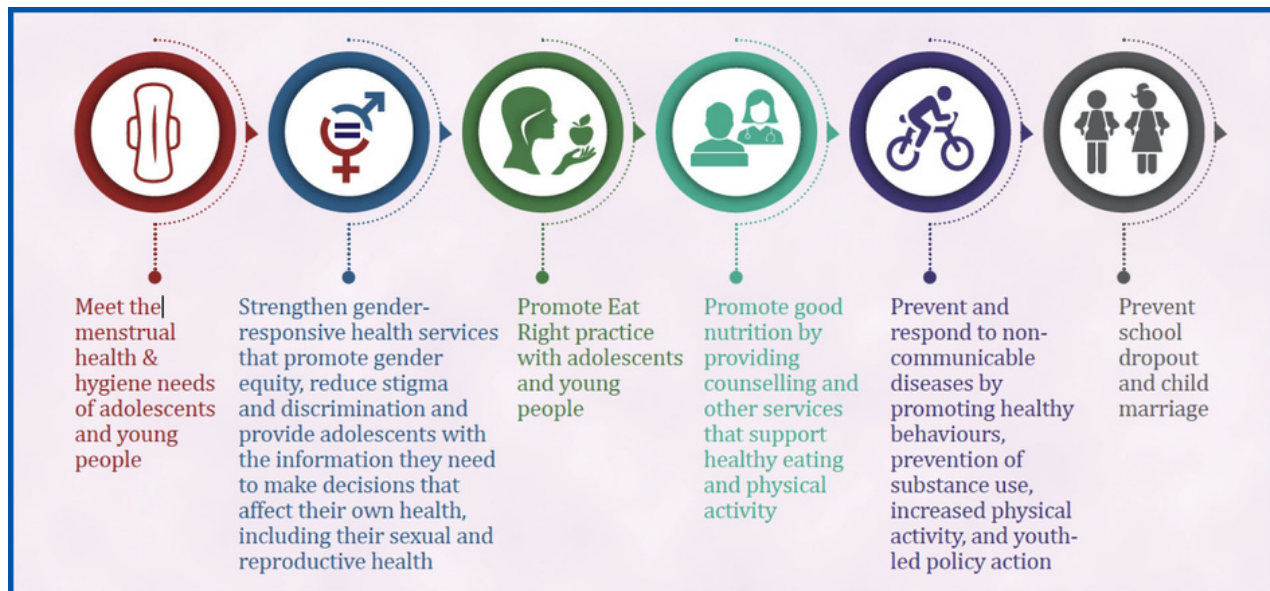 Meet the
menstrual
health &
hygiene needs
of adolescents
and young
people
Strengthen gender-
responsive health services
that promote gender
equity, reduce stigma
and discrimination and
provide adolescents with
the information they need
to make decisions that
affect their own health,
including their sexual and
reproductive health
Promote Eat
Right practice
with adolescents
and young
people
Promote good
nutrition by
providing
counselling and
other services
that support
healthy eating
and physical
activity
Prevent and
respond to non-
communicable
diseases by
promoting healthy
behaviours,
prevention of
substance use,
increased physical
activity, and youth-
led policy action
Prevent
school
dropout
and child
marriage